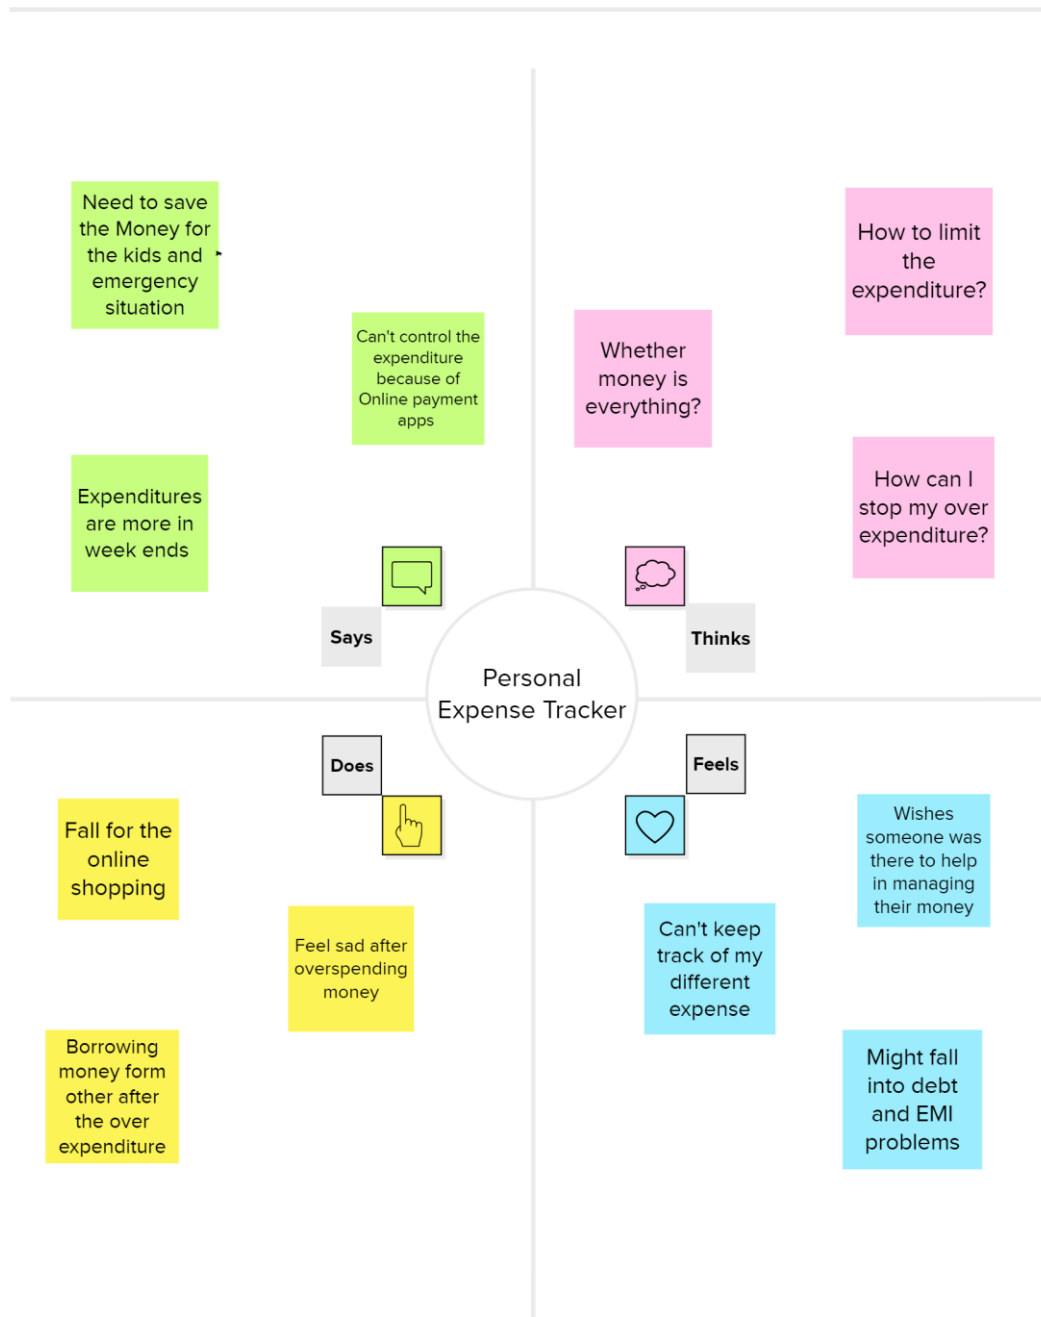 Need to save
the Money for
the kids and
emergency
situation
Can't control the
expenditure
because of
Online payment
apps
Expenditures
are more in
week ends
Says
How to limit
the
expenditure?
Whether
money is
everything?
How can I
stop my over
expenditure?
Thinks
Personal
Expense Tracker
Does
Fall for the
online
shopping
Feel sad after
overspending
money
Borrowing
money form
other after
the over
expenditure
Feels
Wishes
someone was
there to help
in managing
their money
Can't keep
track of my
different
expense
Might fall
into debt
and EMI
problems